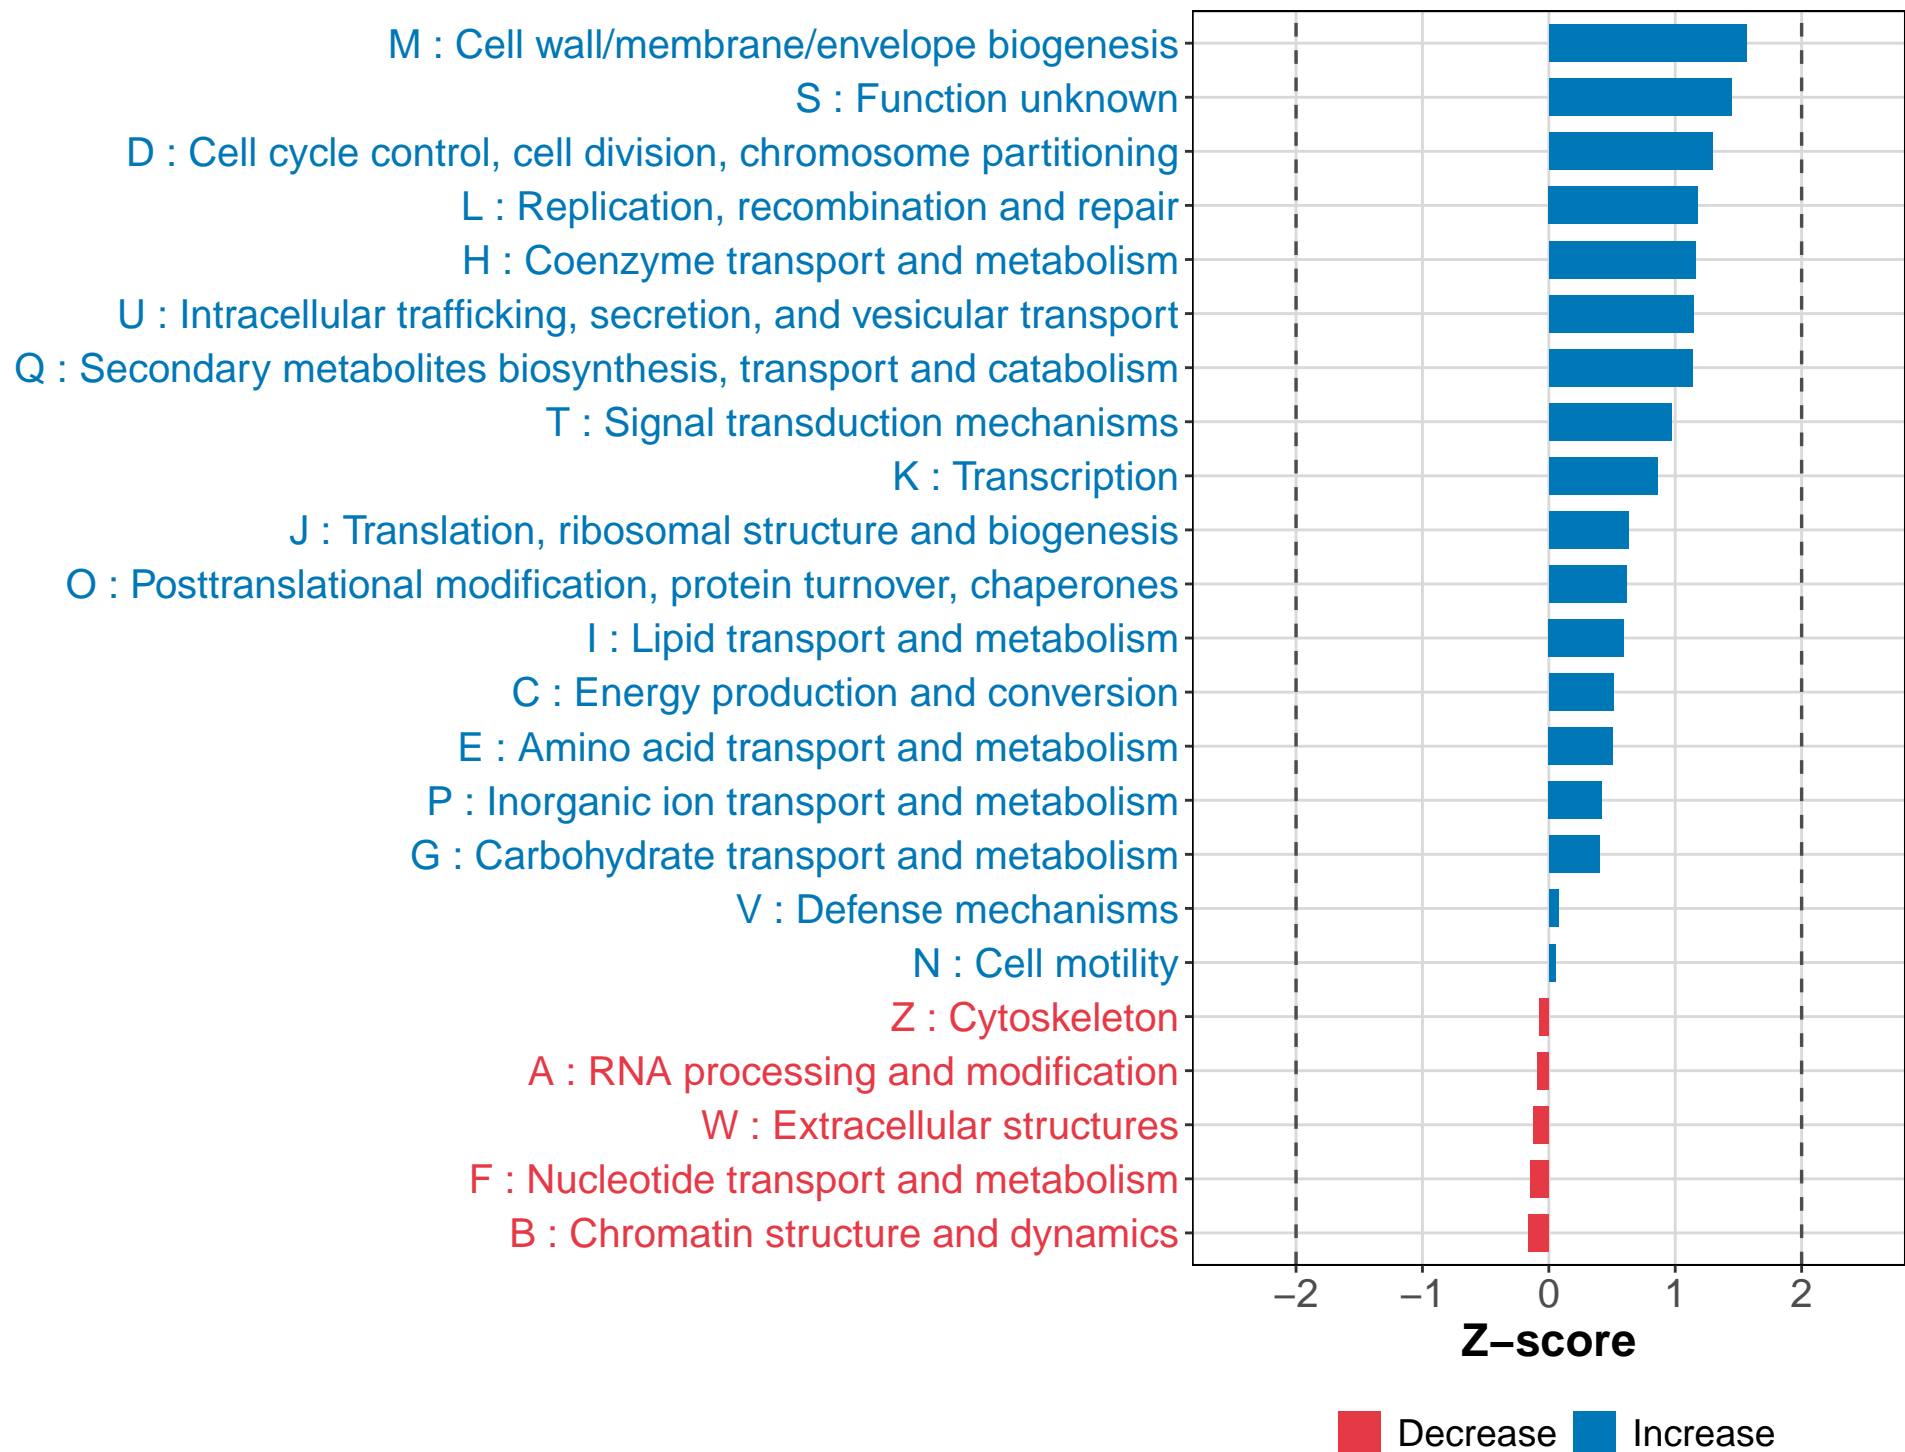 M : Cell wall/membrane/envelope biogenesis
S : Function unknown
D : Cell cycle control, cell division, chromosome partitioning
L : Replication, recombination and repair
H : Coenzyme transport and metabolism
U : Intracellular trafficking, secretion, and vesicular transport
Q : Secondary metabolites biosynthesis, transport and catabolism
T : Signal transduction mechanisms
K : Transcription
J : Translation, ribosomal structure and biogenesis
O : Posttranslational modification, protein turnover, chaperones
I : Lipid transport and metabolism
C : Energy production and conversion
E : Amino acid transport and metabolism
P : Inorganic ion transport and metabolism
G : Carbohydrate transport and metabolism
V : Defense mechanisms
N : Cell motility
Z : Cytoskeleton
A : RNA processing and modification
W : Extracellular structures
F : Nucleotide transport and metabolism
B : Chromatin structure and dynamics
−2 −1 0 1 2
Z−score
Decrease Increase